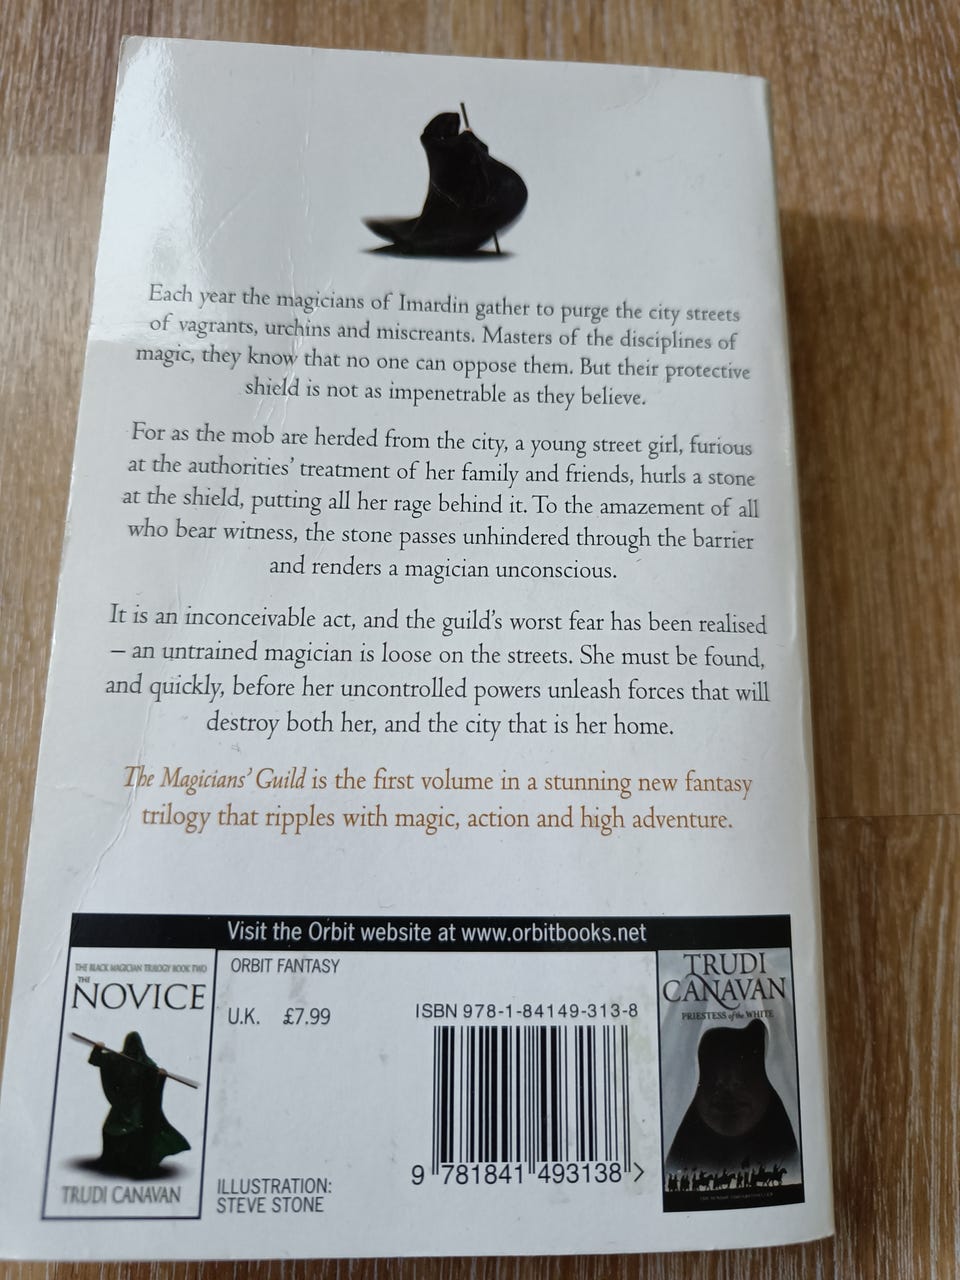 Each year the magicians of Imardin gather to purge the city streets
of vagrants, urchins and miscreants. Masters of the disciplines of
magic, they know that no one can oppose them. But their protective
shield is not as impenetrable as they believe.
For as the mob are herded from the city, a young street girl, furious
at the authorities' treatment of her family and friends, hurls a stone
at the shield, putting all her rage behind it. To the amazement of all
who bear witness, the stone passes unhindered through the barrier
and renders a magician unconscious.
It is an inconceivable act, and the guild's worst fear has been realised
– an untrained magician is loose on the streets. She must be found,
and quickly, before her uncontrolled powers unleash forces that will
destroy both her, and the city that is her home.
The Magicians' Guild is the first volume in a stunning new fantasy
trilogy that ripples with magic, action and high adventure.
Visit the Orbit website at www.orbitbooks.net
THE BLACK MAGICIAN TRILOGY BOOK TWO
THE
NOVICE
TRUDI CANAVAN
ORBIT FANTASY
U.K. £7.99
ILLUSTRATION:
STEVE STONE
ISBN 978-1-84149-313-8
9 781841 493138 >
TRUDI
CANAVAN
PRIESTESS of the WHITE